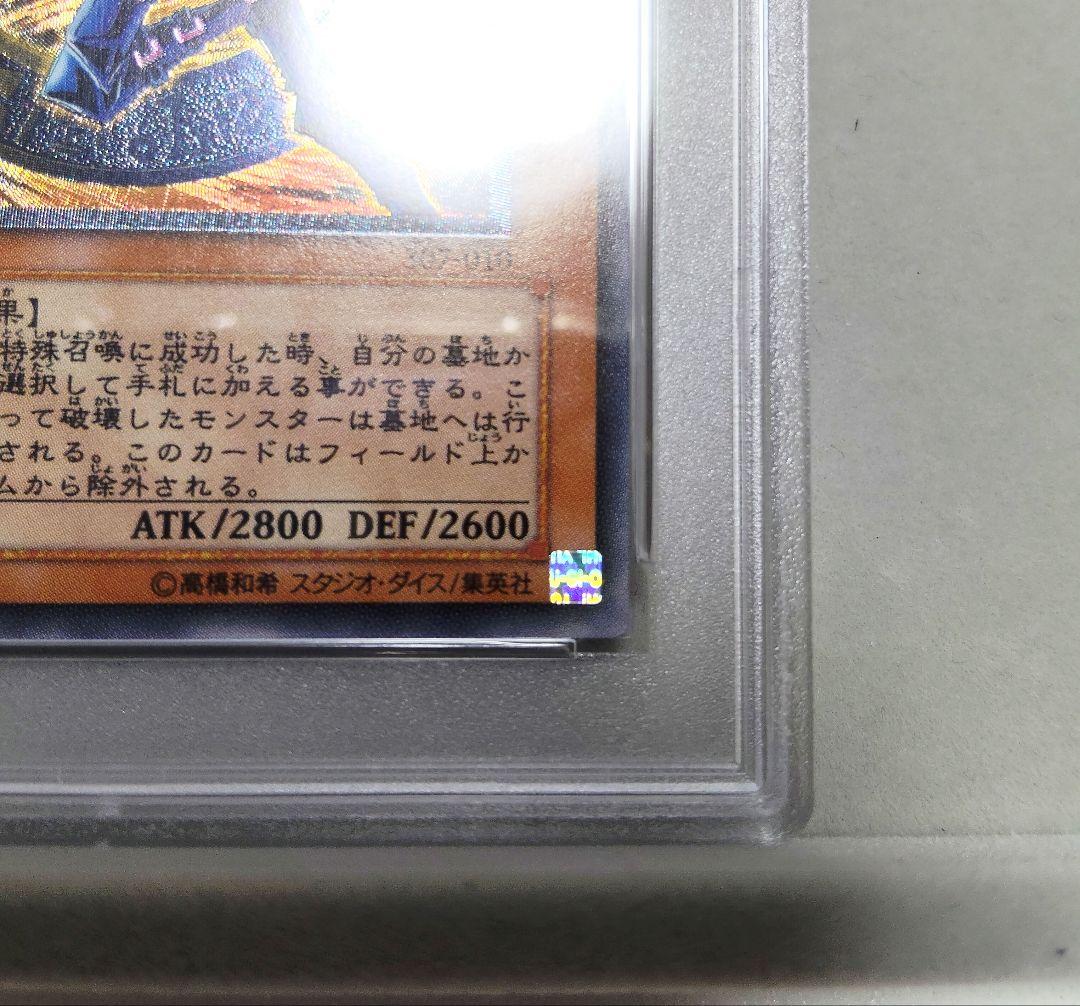 307-010
果】
特殊召喚に成功した時、自分の墓地か
選択して手札に加える事ができる。こ
って破壊したモンスターは墓地へは行
される。このカードはフィールド上か
ムから除外される。
ATK/2800 DEF/2600
©高橋和希 スタジオ・ダイス/集英社